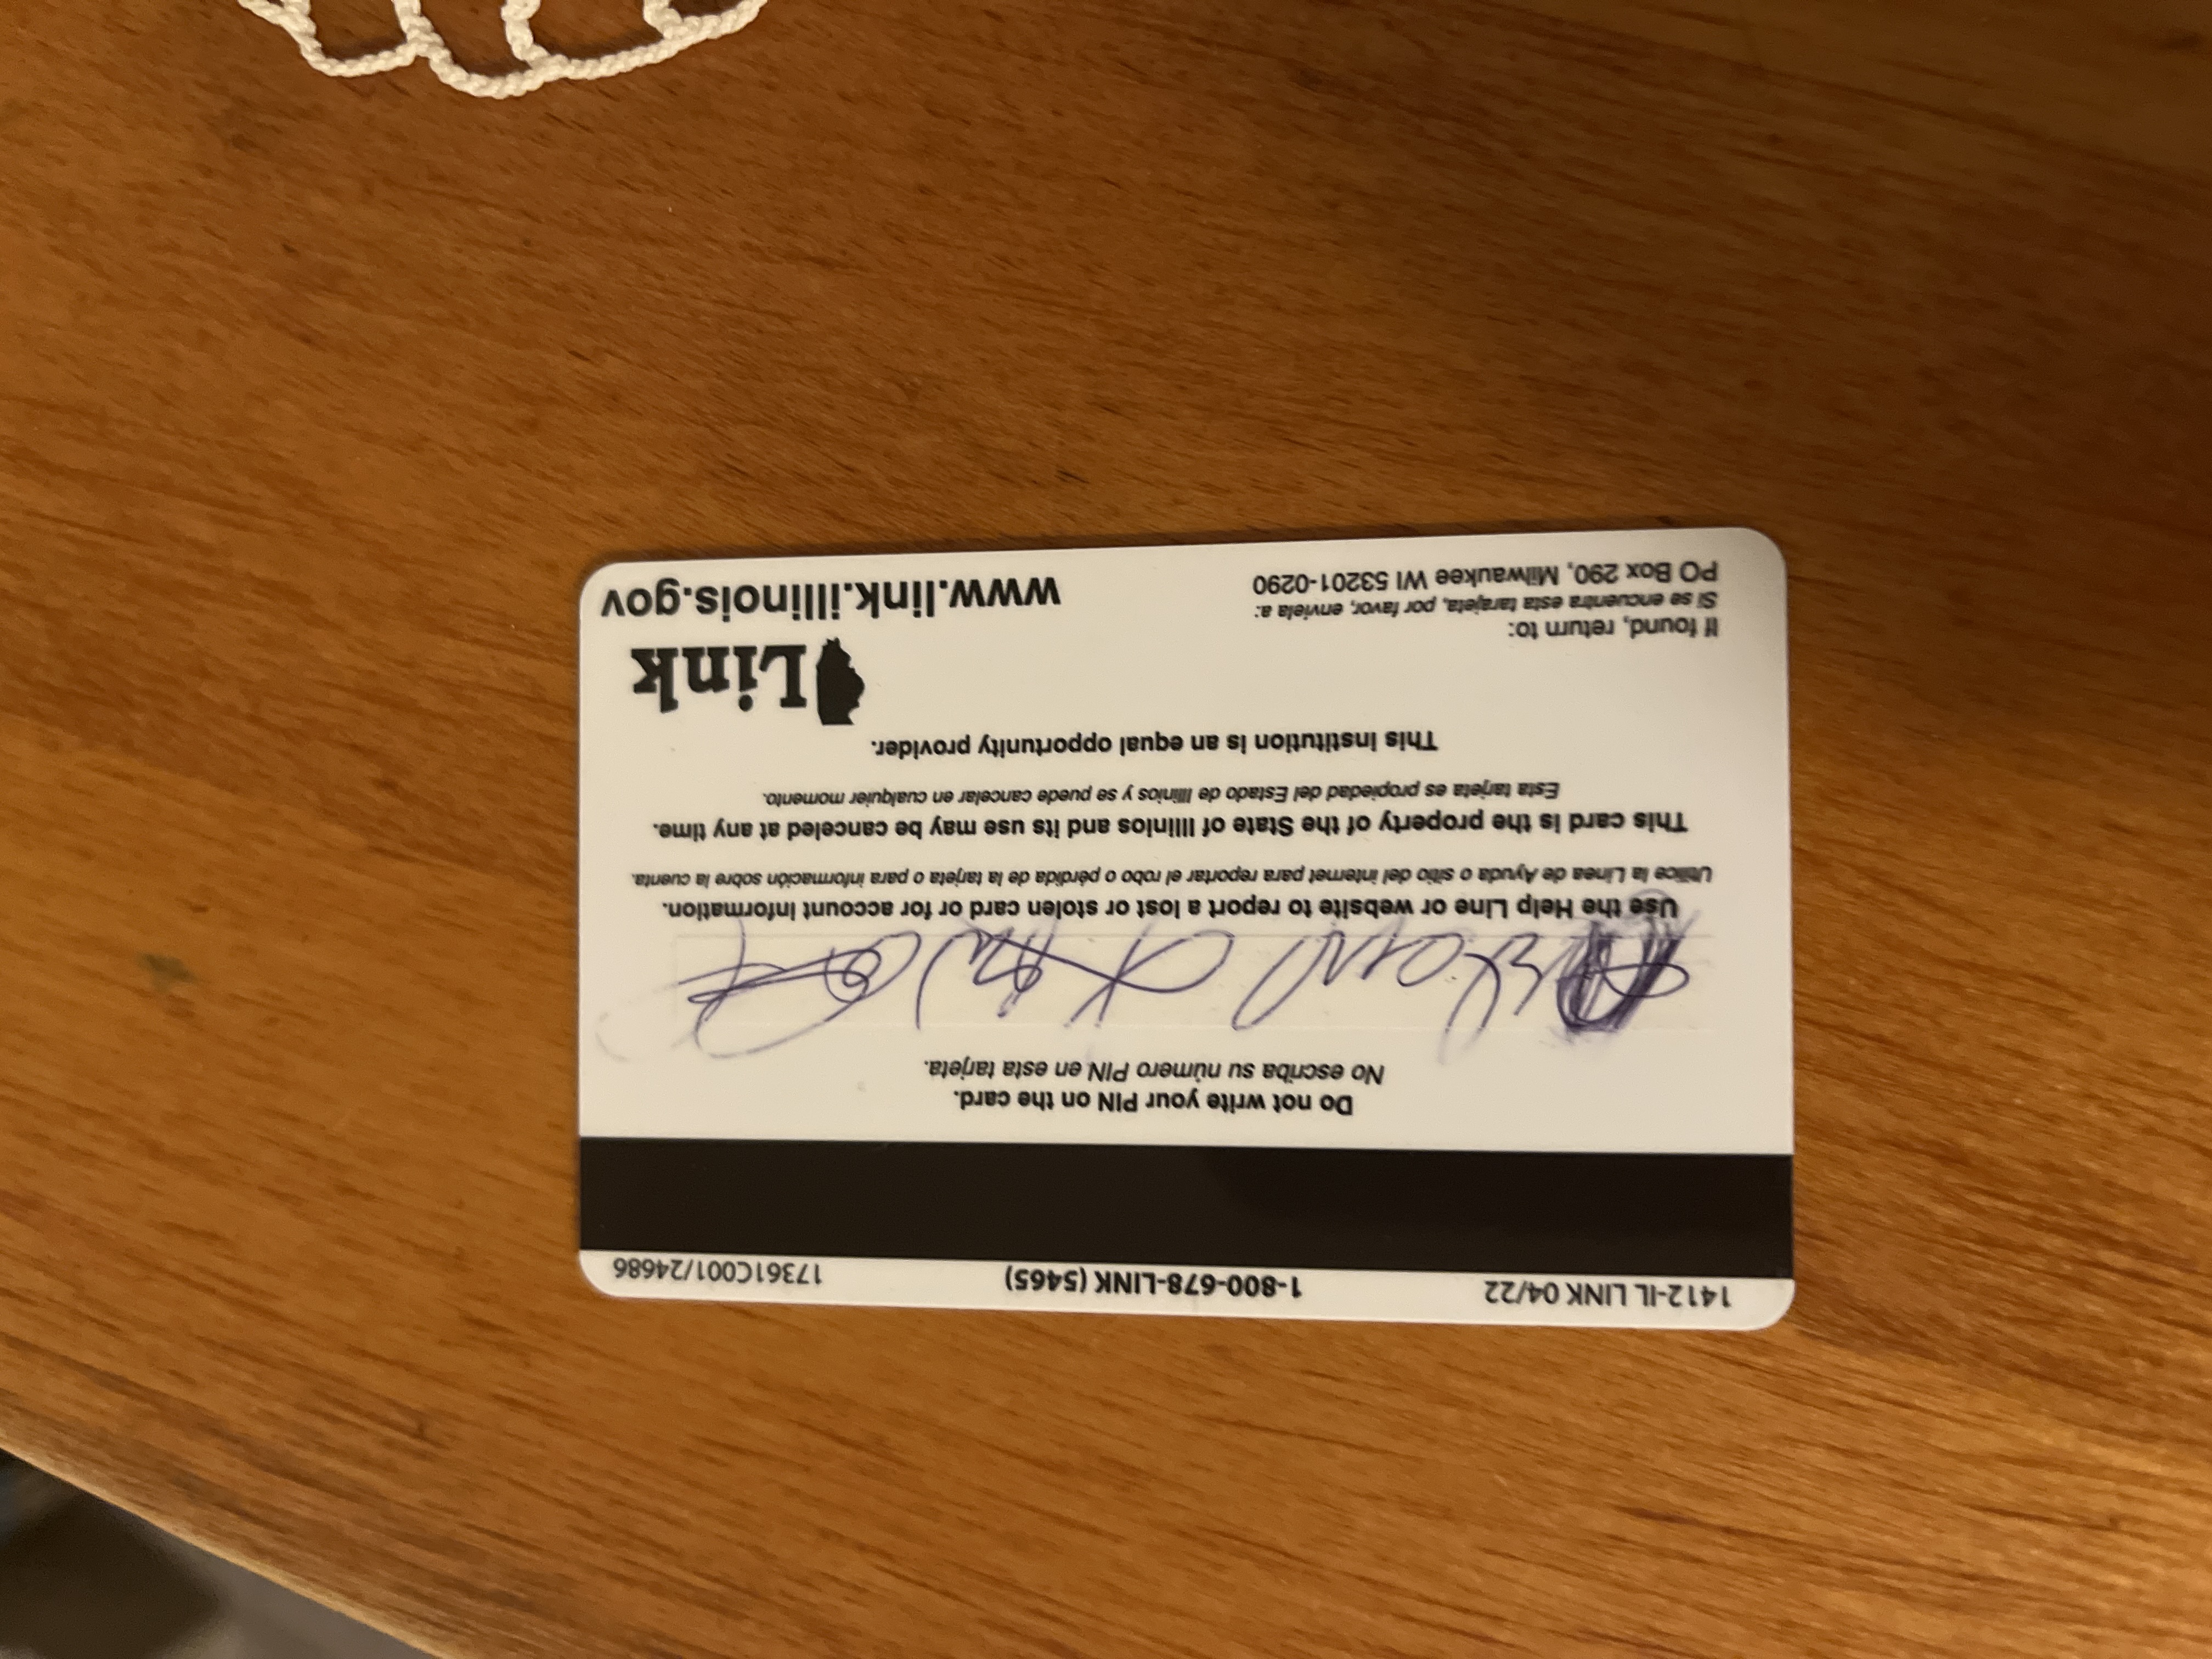 1412-IL LINK 04/22 1-800-678-LINK (5465) 17361C001/24686
Do not write your PIN on the card.
No escriba su número PIN en esta tarjeta.
Use the Help Line or website to report a lost or stolen card or for account information.
Utilice la Línea de Ayuda o sitio del internet para reportar el robo o pérdida de la tarjeta o para información sobre la cuenta.
This card is the property of the State of Illinios and its use may be canceled at any time.
Esta tarjeta es propiedad del Estado de Illinios y se puede cancelar en cualquier momento.
This institution is an equal opportunity provider.
Link
If found, return to:
Si se encuentra esta tarajeta, por favor, envíela a:
PO Box 290, Milwaukee WI 53201-0290
www.link.illinois.gov